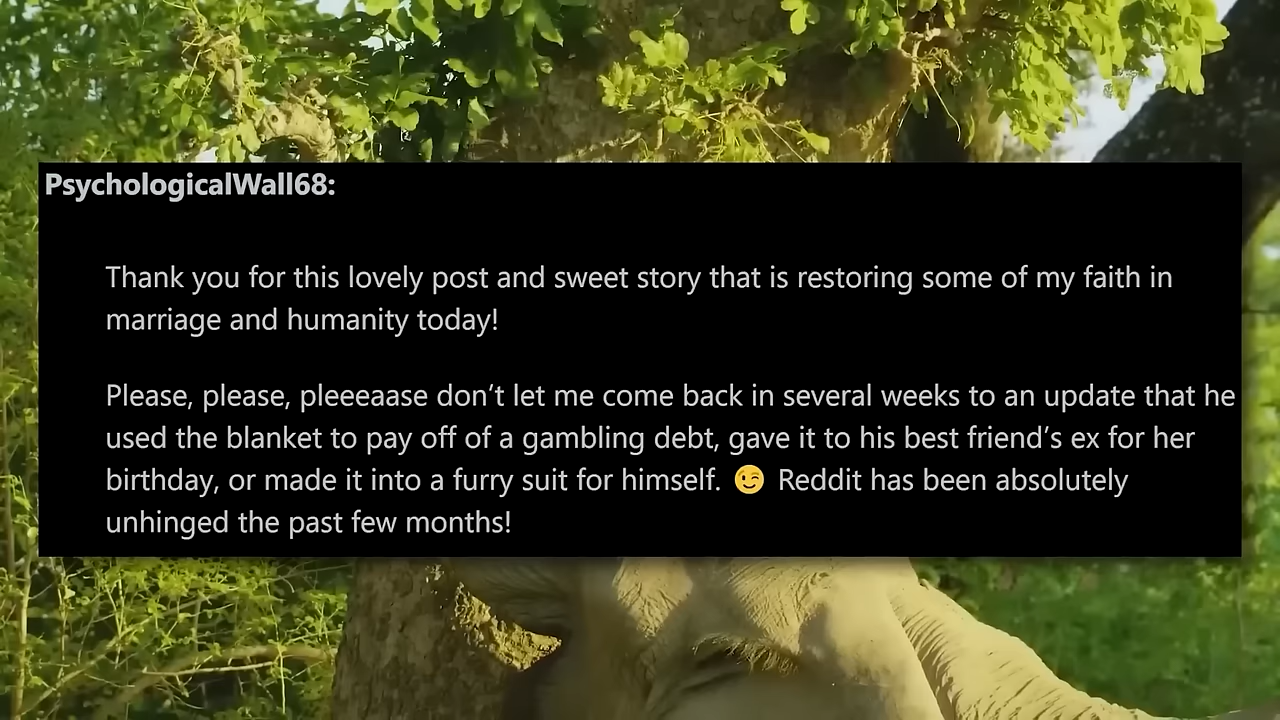 PsychologicalWall68:
Thank you for this lovely post and sweet story that is restoring some of my faith in
marriage and humanity today!
Please, please, pleeeaase don’t let me come back in several weeks to an update that he
used the blanket to pay off of a gambling debt, gave it to his best friend’s ex for her
birthday, or made it into a furry suit for himself. 😉 Reddit has been absolutely
unhinged the past few months!